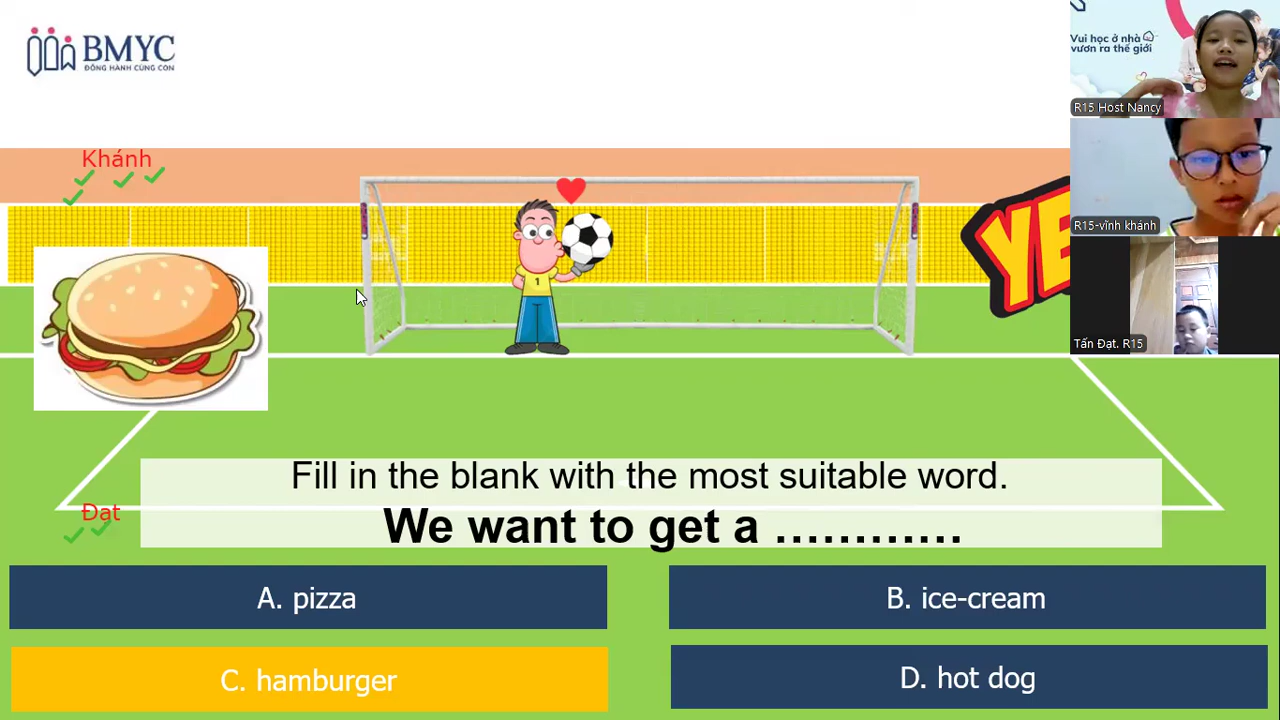 BMYC
ĐỒNG HÀNH CÙNG CON
Vui học ở nhà
vươn ra thế giới
R15 Host Nancy
Khánh
R15-vĩnh khánh
1
Tấn Đạt. R15
Fill in the blank with the most suitable word.
Đạt
We want to get a …………
A. pizza
B. ice-cream
C. hamburger
D. hot dog